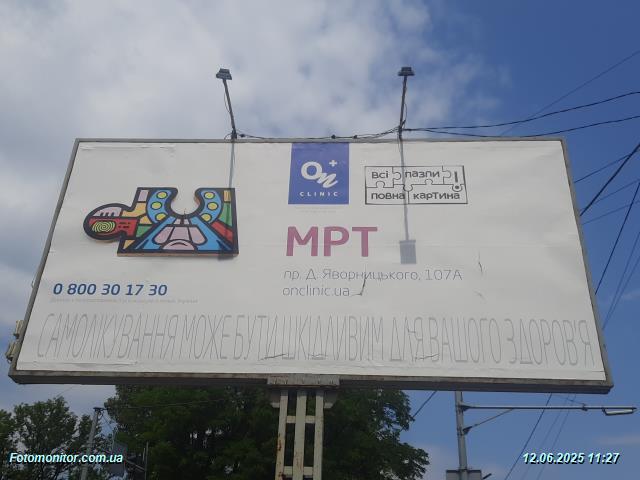 On+
CLINIC
Всі пазли
повна картина!
МРТ
пр. Д. Яворницького, 107А
onclinic.ua
0 800 30 17 30
САМОЛІКУВАННЯ МОЖЕ БУТИ ШКІДЛИВИМ ДЛЯ ВАШОГО ЗДОРОВ'Я
Fotomonitor.com.ua
12.06.2025 11:27